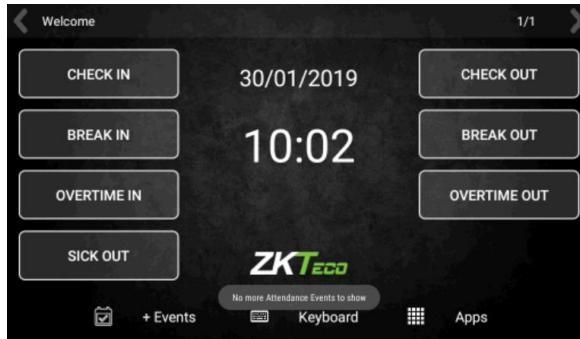 Welcome 1/1
CHECK IN
30/01/2019
CHECK OUT
BREAK IN
10:02
BREAK OUT
OVERTIME IN
OVERTIME OUT
SICK OUT
ZKTeco
No more Attendance Events to show
+ Events
Keyboard
Apps